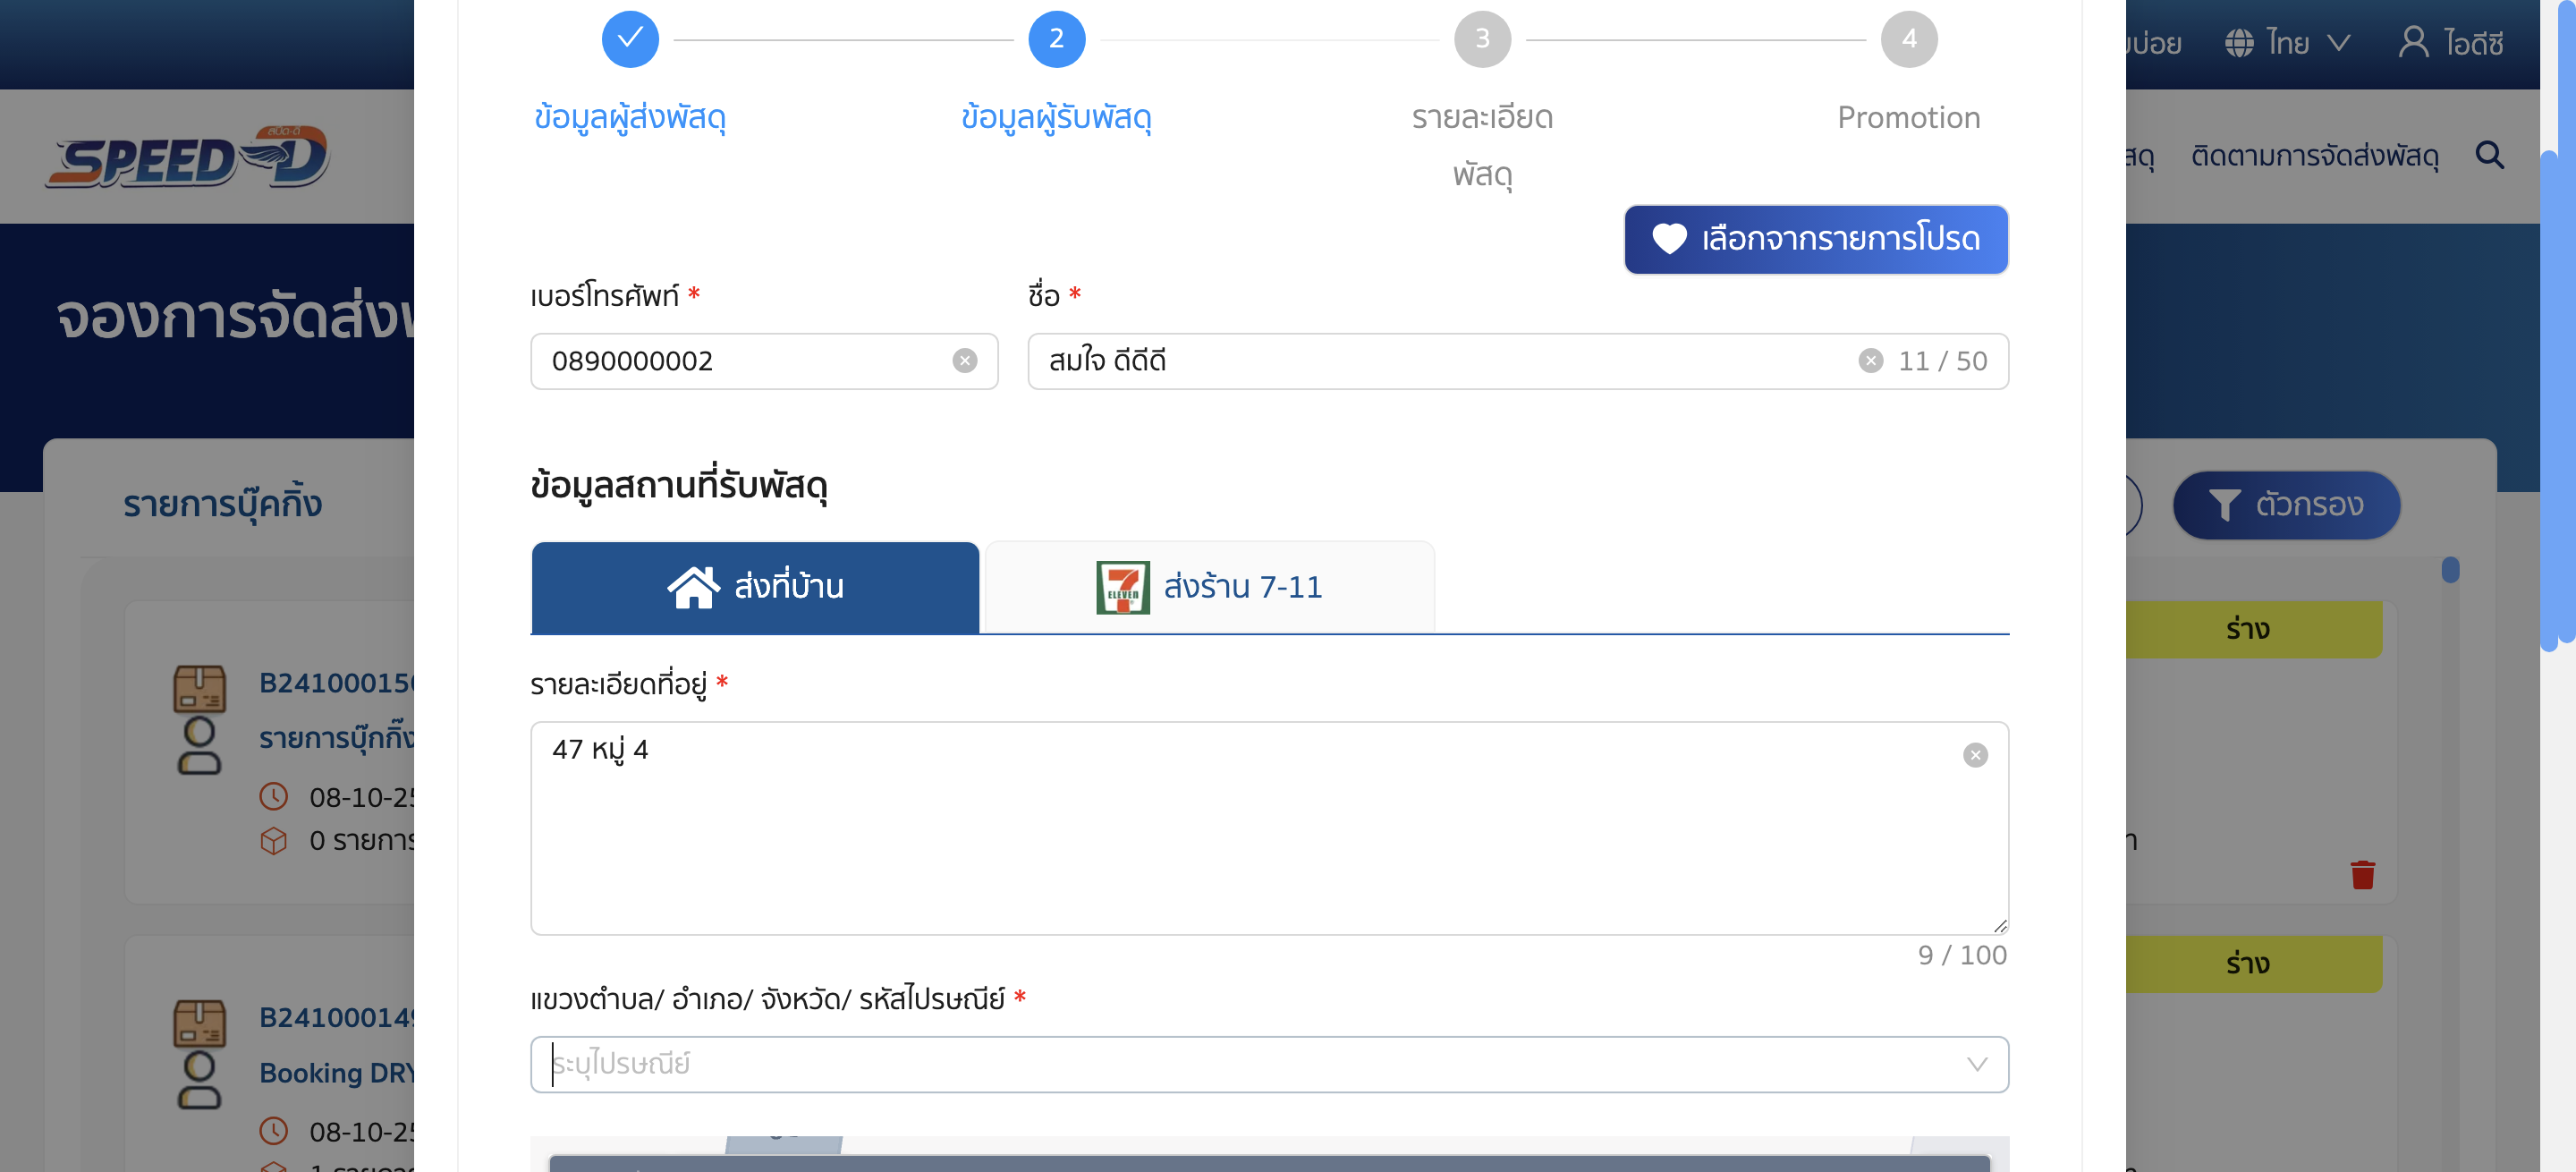 2
3
4
ข้อมูลผู้ส่งพัสดุ
ข้อมูลผู้รับพัสดุ
รายละเอียด
พัสดุ
Promotion
ไทย
ไอดีซี
สปีด-ดี
SPEED-D
ติดตามการจัดส่งพัสดุ
เลือกจากรายการโปรด
จองการจัดส่ง
เบอร์โทรศัพท์ *
ชื่อ *
0890000002
สมใจ ดีดีดี
11 / 50
ข้อมูลสถานที่รับพัสดุ
รายการบุ๊คกิ้ง
ตัวกรอง
ส่งที่บ้าน
7 ELEVEN
ส่งร้าน 7-11
ร่าง
รายละเอียดที่อยู่ *
47 หมู่ 4
9 / 100
B24100015
รายการบุ๊กกิ๊ง
08-10-25
0 รายการ
ร่าง
แขวงตำบล/ อำเภอ/ จังหวัด/ รหัสไปรษณีย์ *
ระบุไปรษณีย์
B24100014
Booking DRY
08-10-25